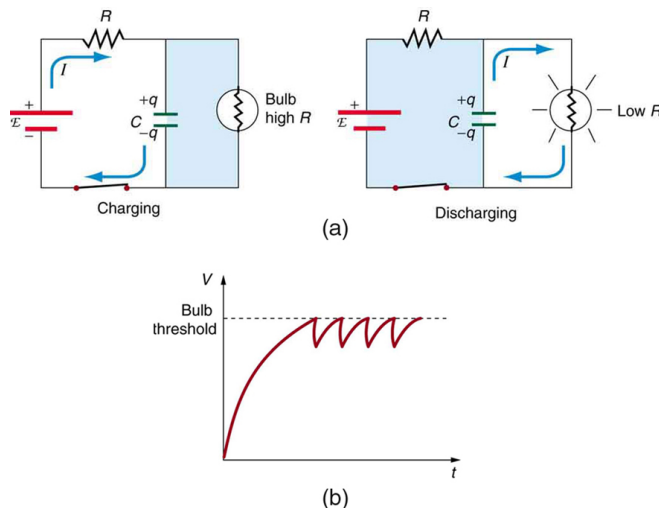 R
I
+
ℰ
−
+q
C
−q
Bulb
high R
Charging
R
I
+
ℰ
−
+q
C
−q
Low R
Discharging
(a)
V
Bulb
threshold
t
(b)